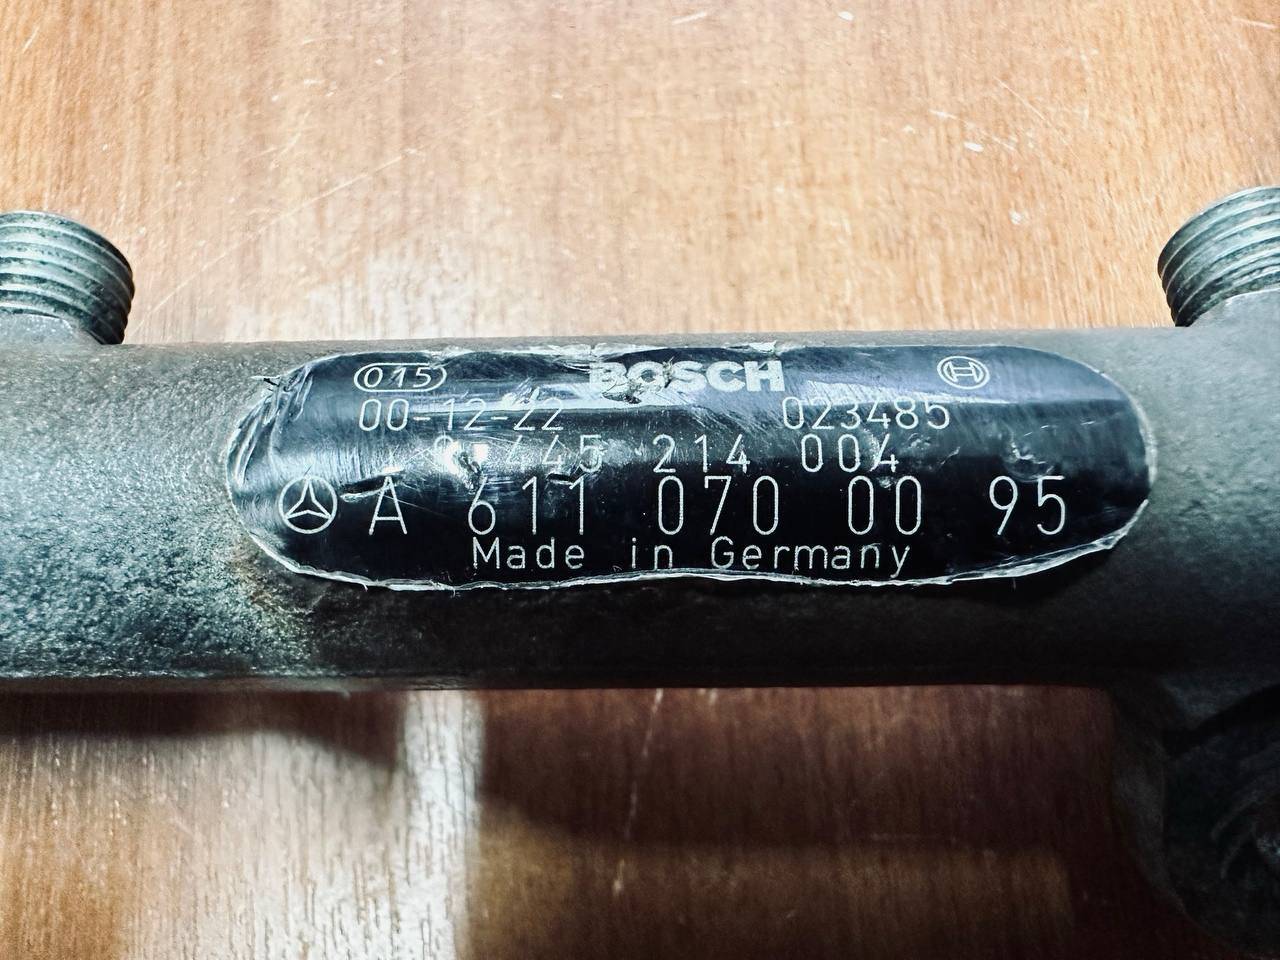 015 BOSCH
00-12-22 023485
445 214 004
A 611 070 00 95
Made in Germany